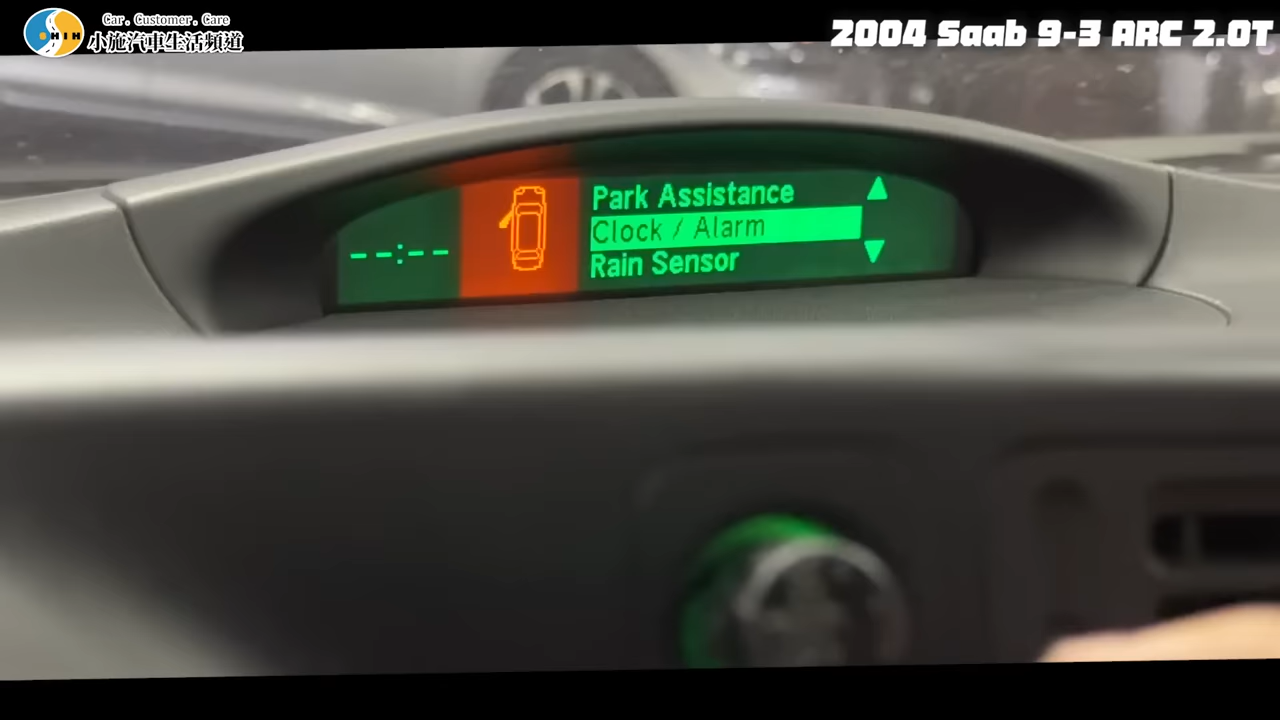 SHIH
Car. Customer. Care
小施汽車生活頻道
2004 Saab 9-3 ARC 2.0T
Park Assistance
Clock / Alarm
Rain Sensor
--:--